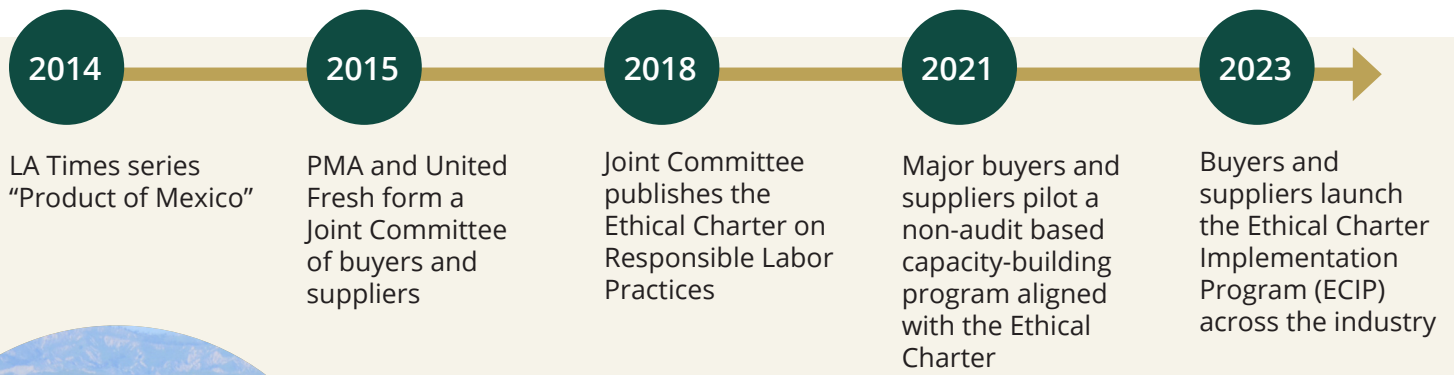 2014
LA Times series
“Product of Mexico”
2015
PMA and United
Fresh form a
Joint Committee
of buyers and
suppliers
2018
Joint Committee
publishes the
Ethical Charter on
Responsible Labor
Practices
2021
Major buyers and
suppliers pilot a
non-audit based
capacity-building
program aligned
with the Ethical
Charter
2023
Buyers and
suppliers launch
the Ethical Charter
Implementation
Program (ECIP)
across the industry